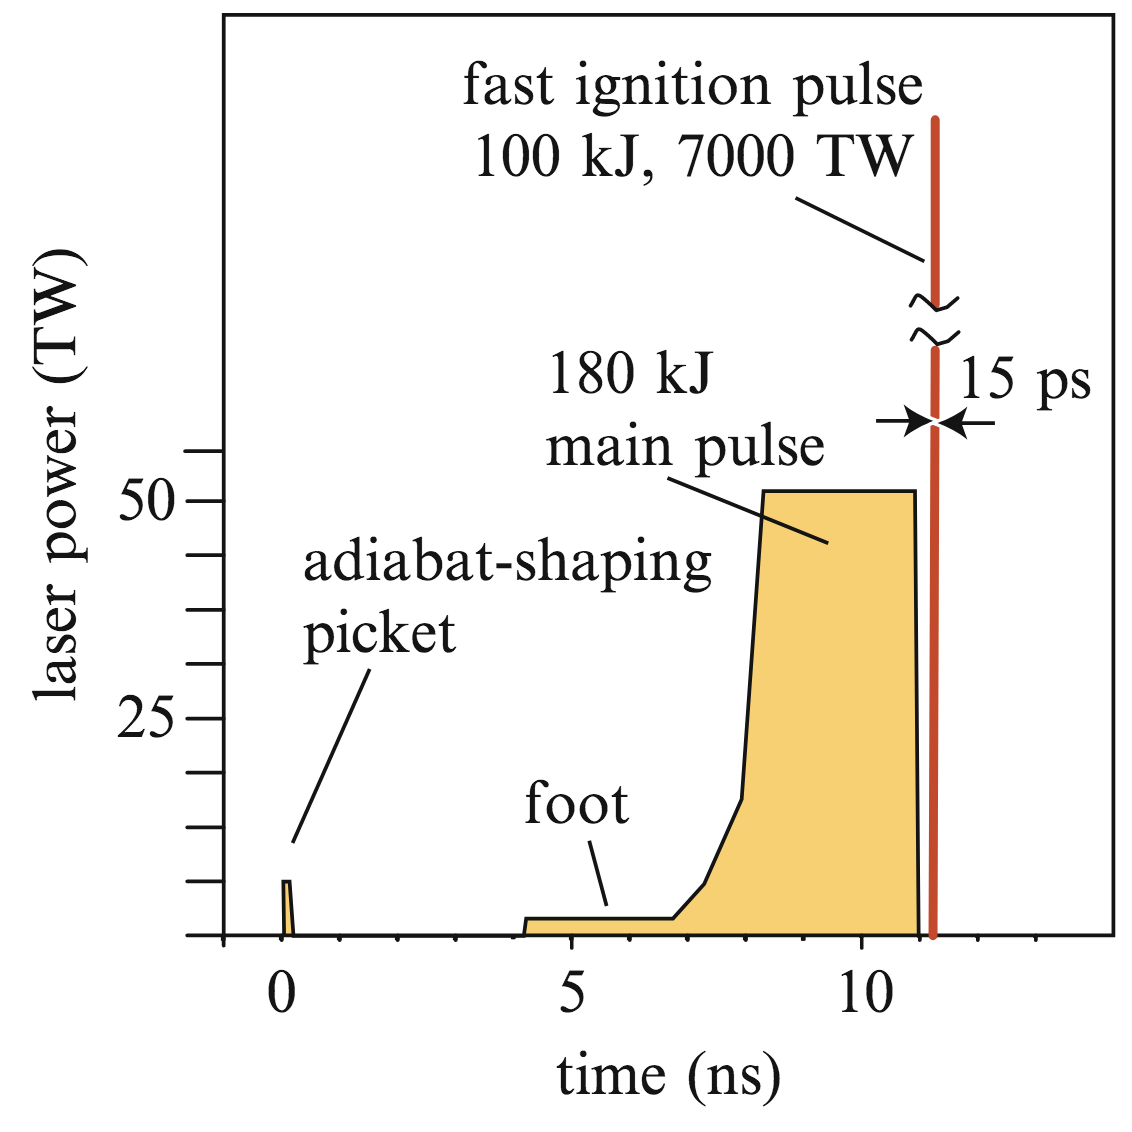 fast ignition pulse
100 kJ, 7000 TW
180 kJ
main pulse
15 ps
adiabat-shaping
picket
foot
laser power (TW)
50
25
0 5 10
time (ns)